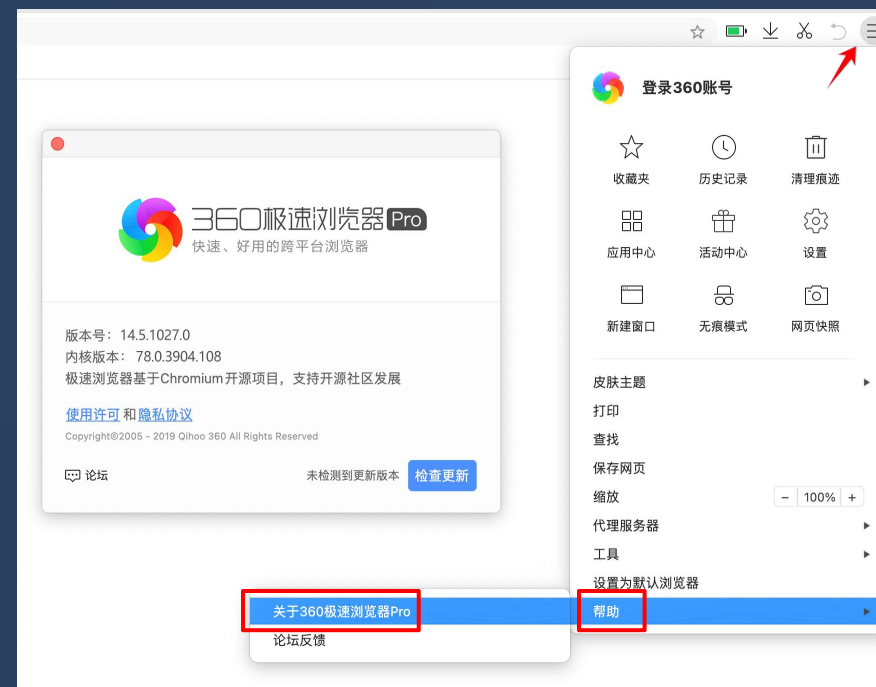 登录360账号
收藏夹 历史记录 清理痕迹
应用中心 活动中心 设置
新建窗口 无痕模式 网页快照
皮肤主题
打印
查找
保存网页
缩放 - 100% +
代理服务器
工具
设置为默认浏览器
帮助
关于360极速浏览器Pro
论坛反馈
360极速浏览器Pro
快速、好用的跨平台浏览器
版本号: 14.5.1027.0
内核版本: 78.0.3904.108
极速浏览器基于Chromium开源项目，支持开源社区发展
使用许可 和 隐私协议
Copyright©2005 - 2019 Qihoo 360 All Rights Reserved
论坛 未检测到更新版本 检查更新